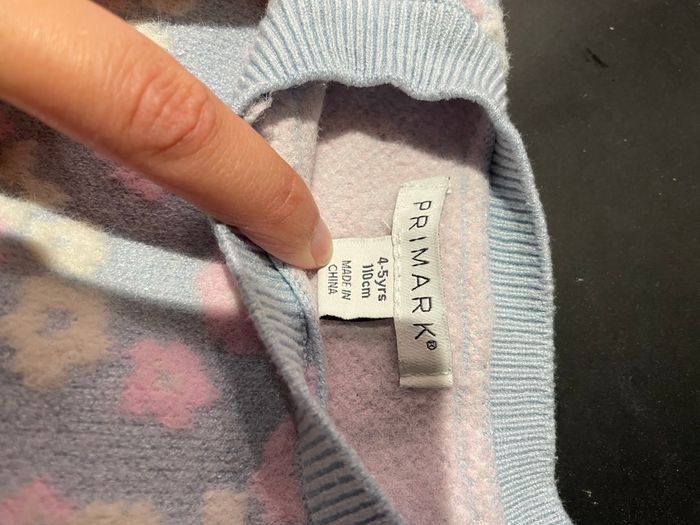 PRIMARK®
4-5yrs
110cm
MADE IN
CHINA